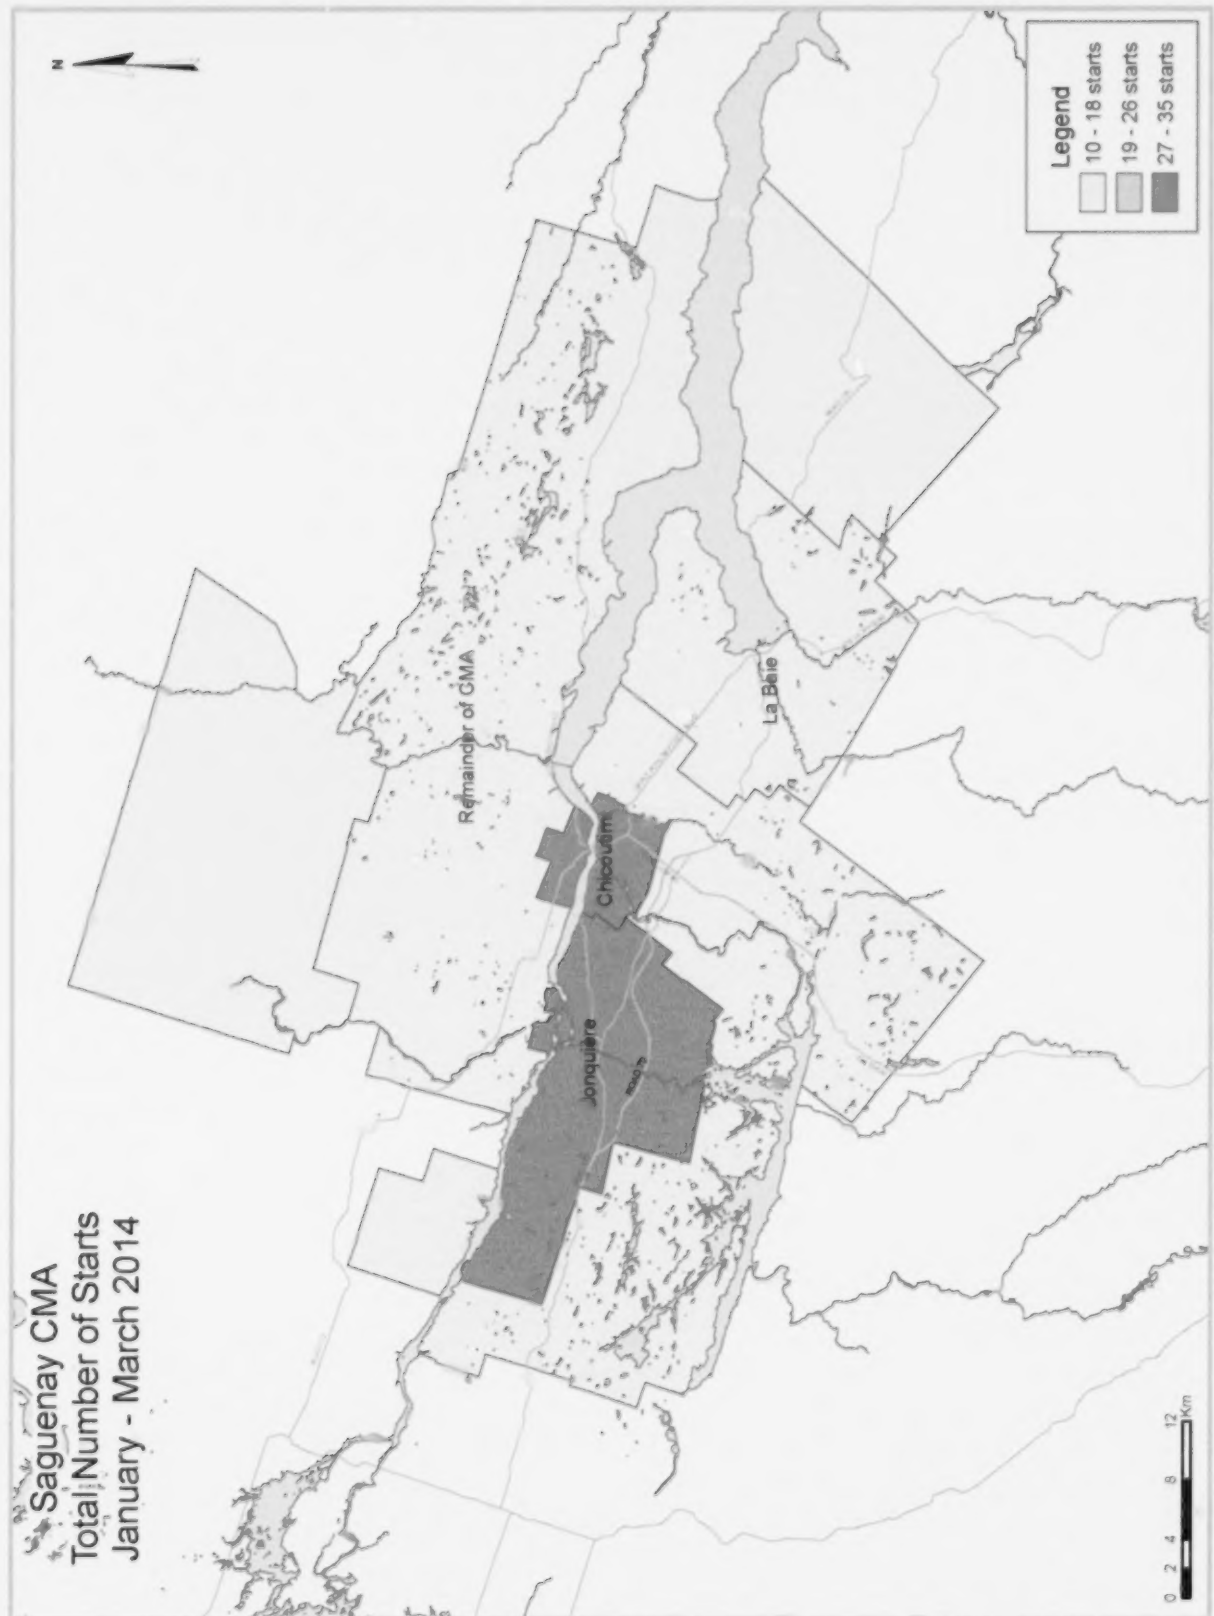 Saguenay CMA
Total Number of Starts
January - March 2014
N
Remainder of CMA
Chicoutimi
Jonquière
La Baie
Legend
10 - 18 starts
19 - 26 starts
27 - 35 starts
0 2 4 8 12
Km